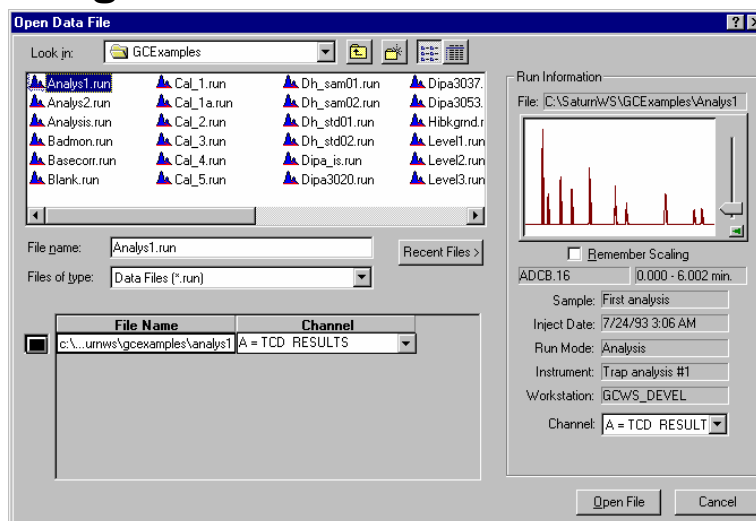 Open Data File
Look in: GCExamples
Analys1.run Cal_1.run Dh_sam01.run Dipa3037.
Analys2.run Cal_1a.run Dh_sam02.run Dipa3053.
Analysis.run Cal_2.run Dh_std01.run Hibkgrnd.r
Badmon.run Cal_3.run Dh_std02.run Level1.run
Basecorr.run Cal_4.run Dipa_is.run Level2.run
Blank.run Cal_5.run Dipa3020.run Level3.run
File name: Analys1.run
Recent Files >
Files of type: Data Files (*.run)
File Name Channel
c:\...urnws\gcexamples\analys1 A = TCD RESULTS
Run Information
File: C:\SaturnWS\GCExamples\Analys1
Remember Scaling
ADCB.16 0.000 - 6.002 min.
Sample: First analysis
Inject Date: 7/24/93 3:06 AM
Run Mode: Analysis
Instrument: Trap analysis #1
Workstation: GCWS_DEVEL
Channel: A = TCD RESULT
Open File Cancel